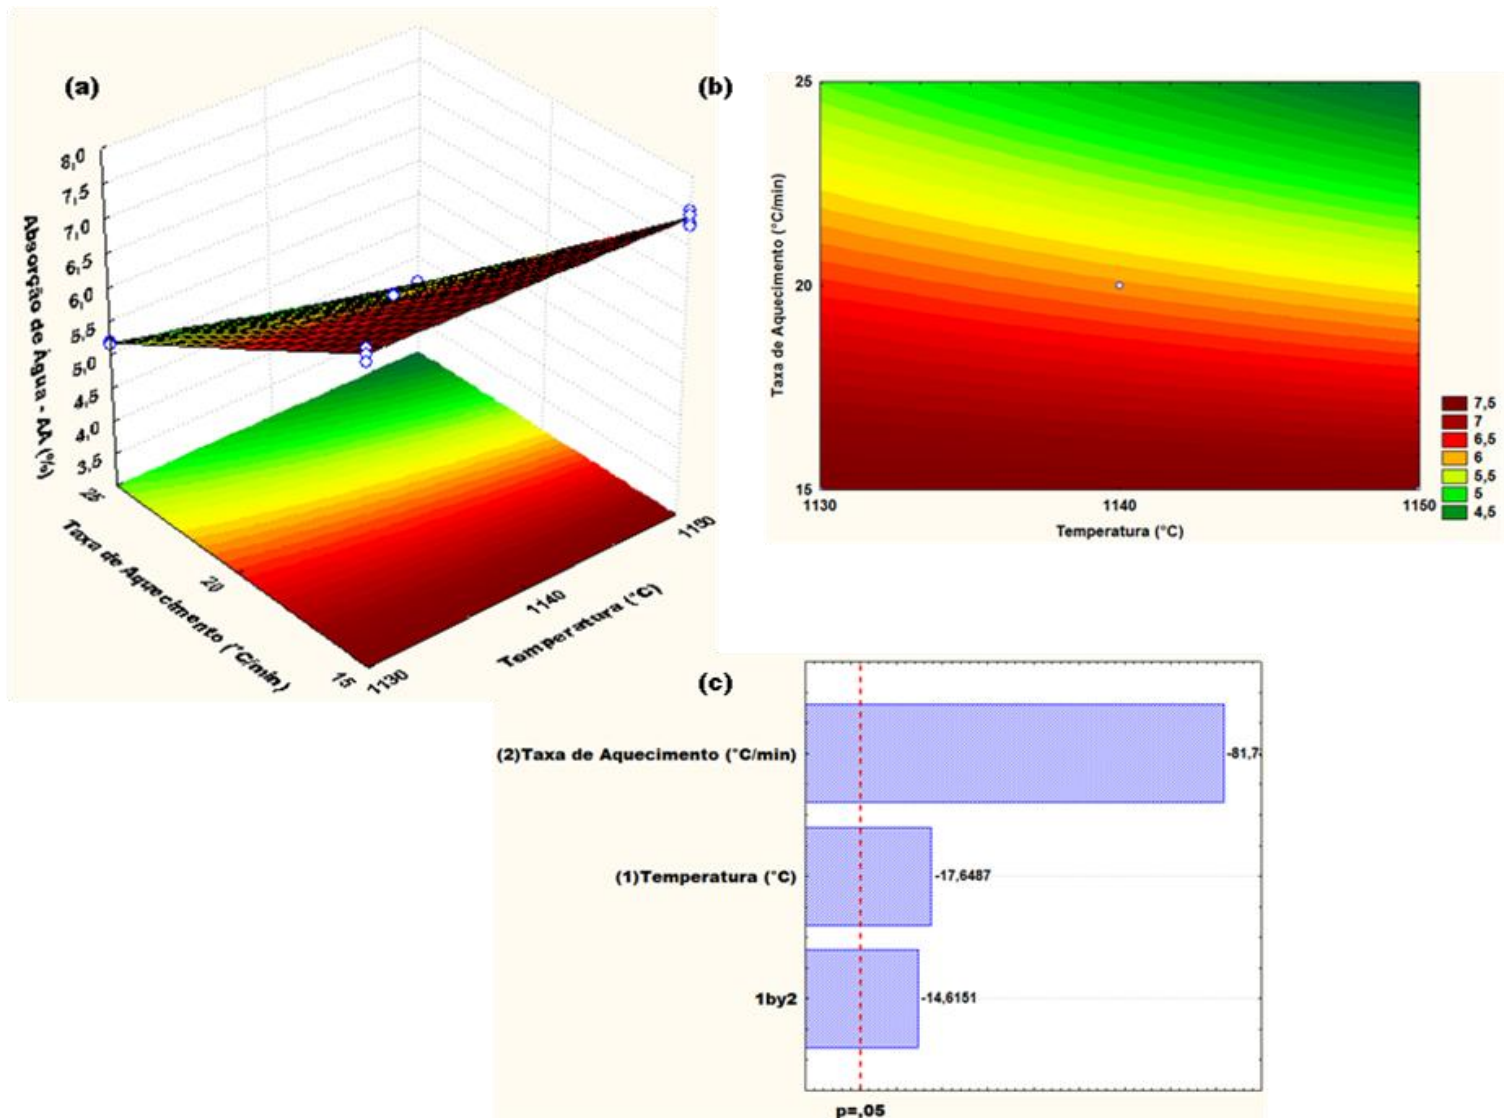 (a)
8,0
7,5
7,0
6,5
6,0
5,5
5,0
4,5
4,0
3,5
Absorção de Água - AA (%)
25
20
15
Taxa de Aquecimento (°C/min)
1130
1140
1150
Temperatura (°C)
(b)
25
20
15
Taxa de Aquecimento (°C/min)
1130
1140
1150
Temperatura (°C)
7,5
7
6,5
6
5,5
5
4,5
(c)
(2)Taxa de Aquecimento (°C/min)
-81,7
(1)Temperatura (°C)
-17,6487
1by2
-14,6151
p=,05